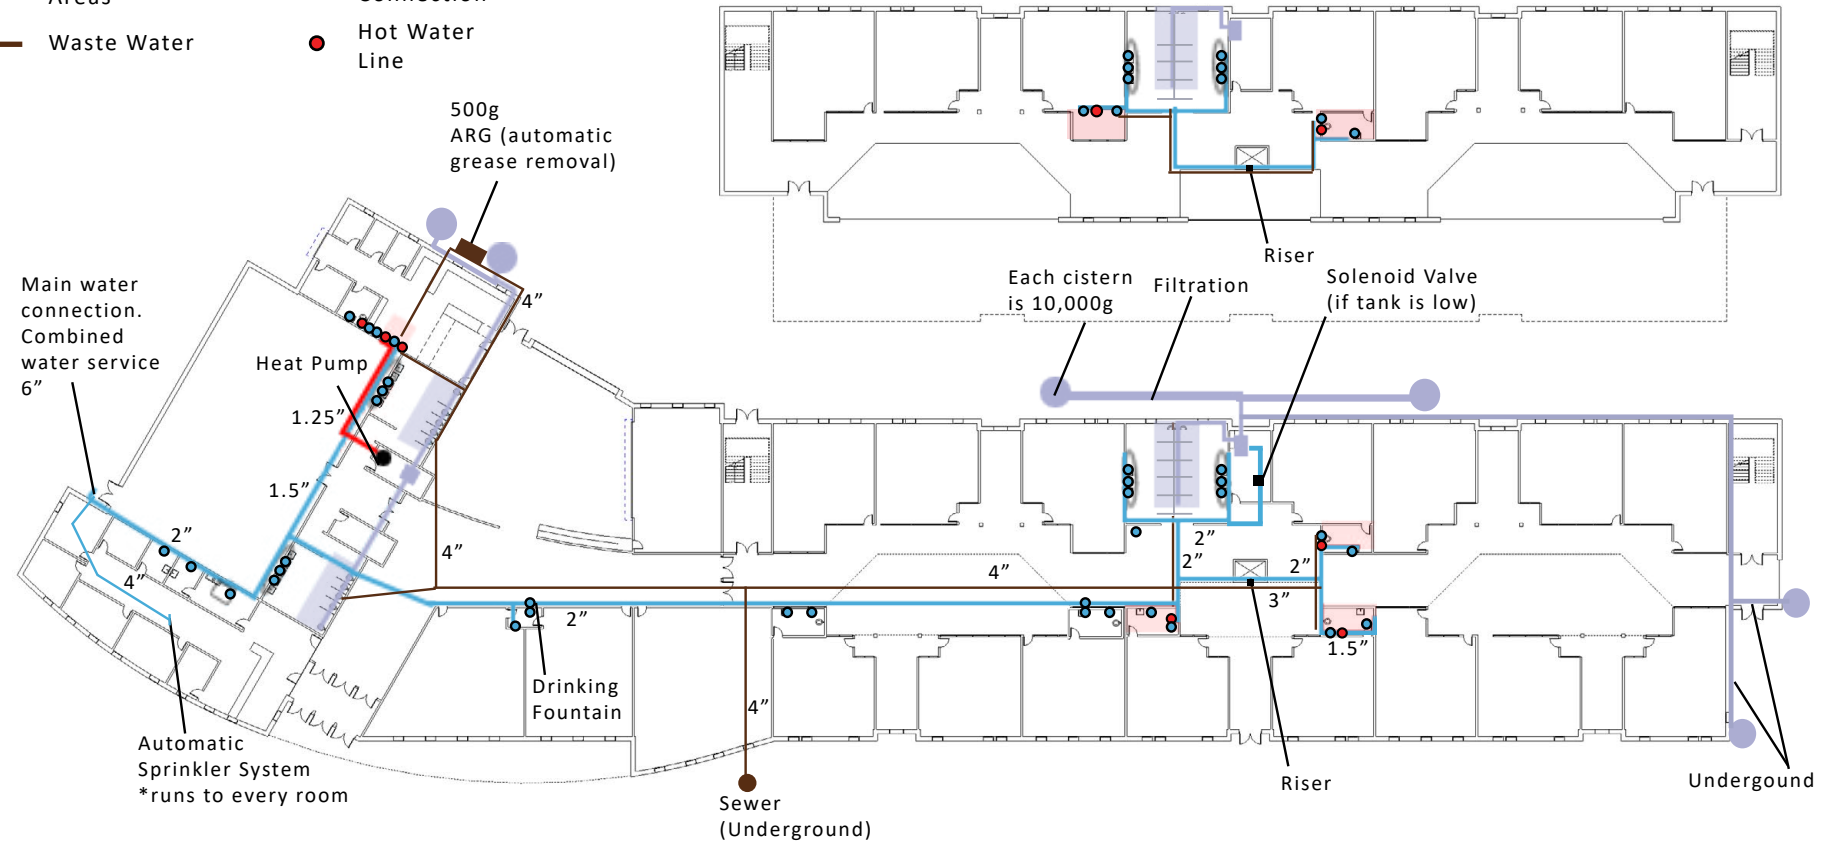 Areas
Connection
Waste Water
Hot Water
Line
500g
ARG (automatic
grease removal)
Riser
Main water
connection.
Combined
water service
6”
Each cistern
is 10,000g
Filtration
Solenoid Valve
(if tank is low)
4”
Heat Pump
1.25”
1.5”
2”
4”
4”
4”
2”
2”
2”
2”
3”
1.5”
4”
Drinking
Fountain
Automatic
Sprinkler System
*runs to every room
Sewer
(Underground)
Riser
Undergound